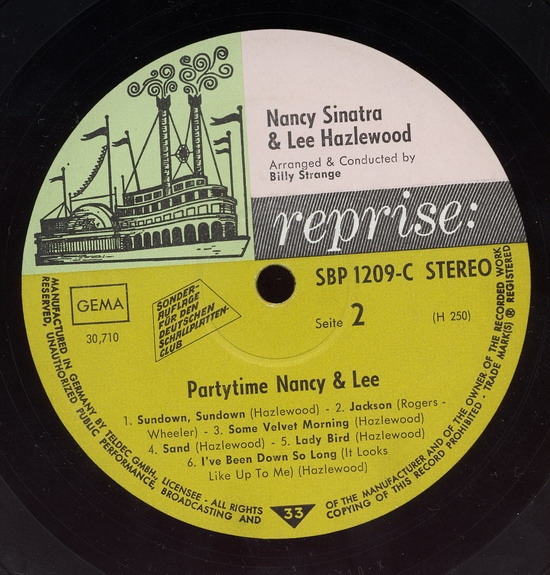 Nancy Sinatra
& Lee Hazlewood
Arranged & Conducted by
Billy Strange
reprise:
SBP 1209-C STEREO
GEMA
30,710
SONDER-
AUFLAGE
FÜR DEN
DEUTSCHEN
SCHALLPLATTEN-
CLUB
Seite 2
(H 250)
Partytime Nancy & Lee
1. Sundown, Sundown (Hazlewood) - 2. Jackson (Rogers -
Wheeler) - 3. Some Velvet Morning (Hazlewood)
4. Sand (Hazlewood) - 5. Lady Bird (Hazlewood)
6. I've Been Down So Long (It Looks
Like Up To Me) (Hazlewood)
MANUFACTURED IN GERMANY BY TELDEC GMBH, LICENSEE - ALL RIGHTS
RESERVED, UNAUTHORIZED PUBLIC PERFORMANCE, BROADCASTING AND
33
OF THE MANUFACTURER AND OF THE OWNER OF THE RECORDED WORK
COPYING OF THIS RECORD PROHIBITED - TRADE MARK(S) ® REGISTERED